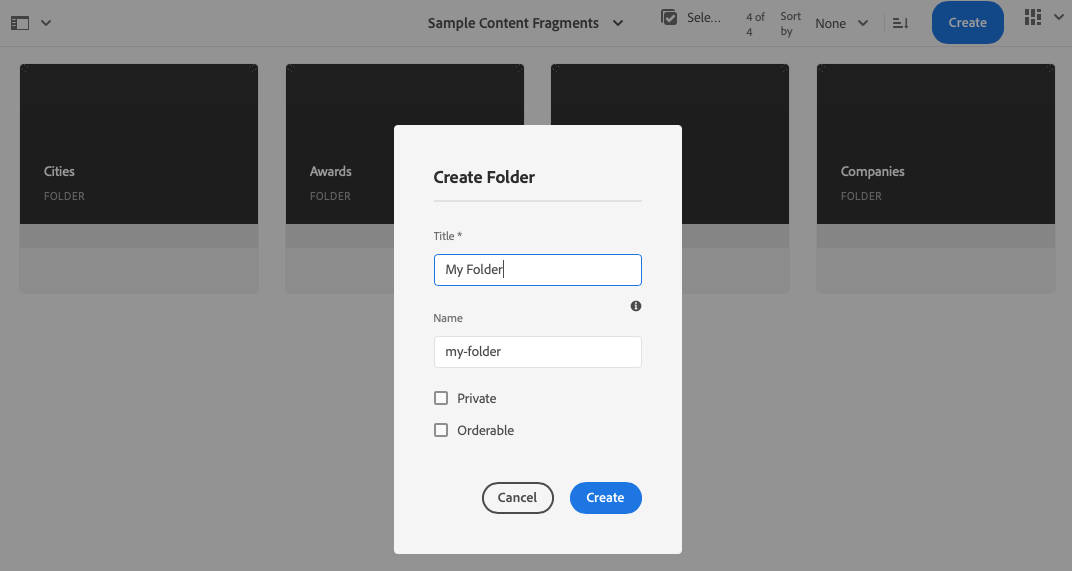 Sample Content Fragments
Sele...
4 of
4
Sort
by
None
Create
Cities
FOLDER
Awards
FOLDER
Companies
FOLDER
Create Folder
Title *
My Folder
Name
my-folder
Private
Orderable
Cancel
Create